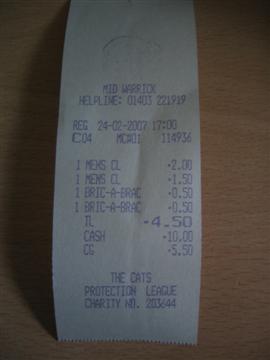 MID WARRICK
HELPLINE: 01403 221919
REG 24-02-2007 17:00
C04 MC#01 114936
1 MENS CL ·2.00
1 MENS CL ·1.50
1 BRIC-A-BRAC ·0.50
1 BRIC-A-BRAC ·0.50
TL ·4.50
CASH ·10.00
CG ·5.50
THE CATS
PROTECTION LEAGUE
CHARITY NO. 203644